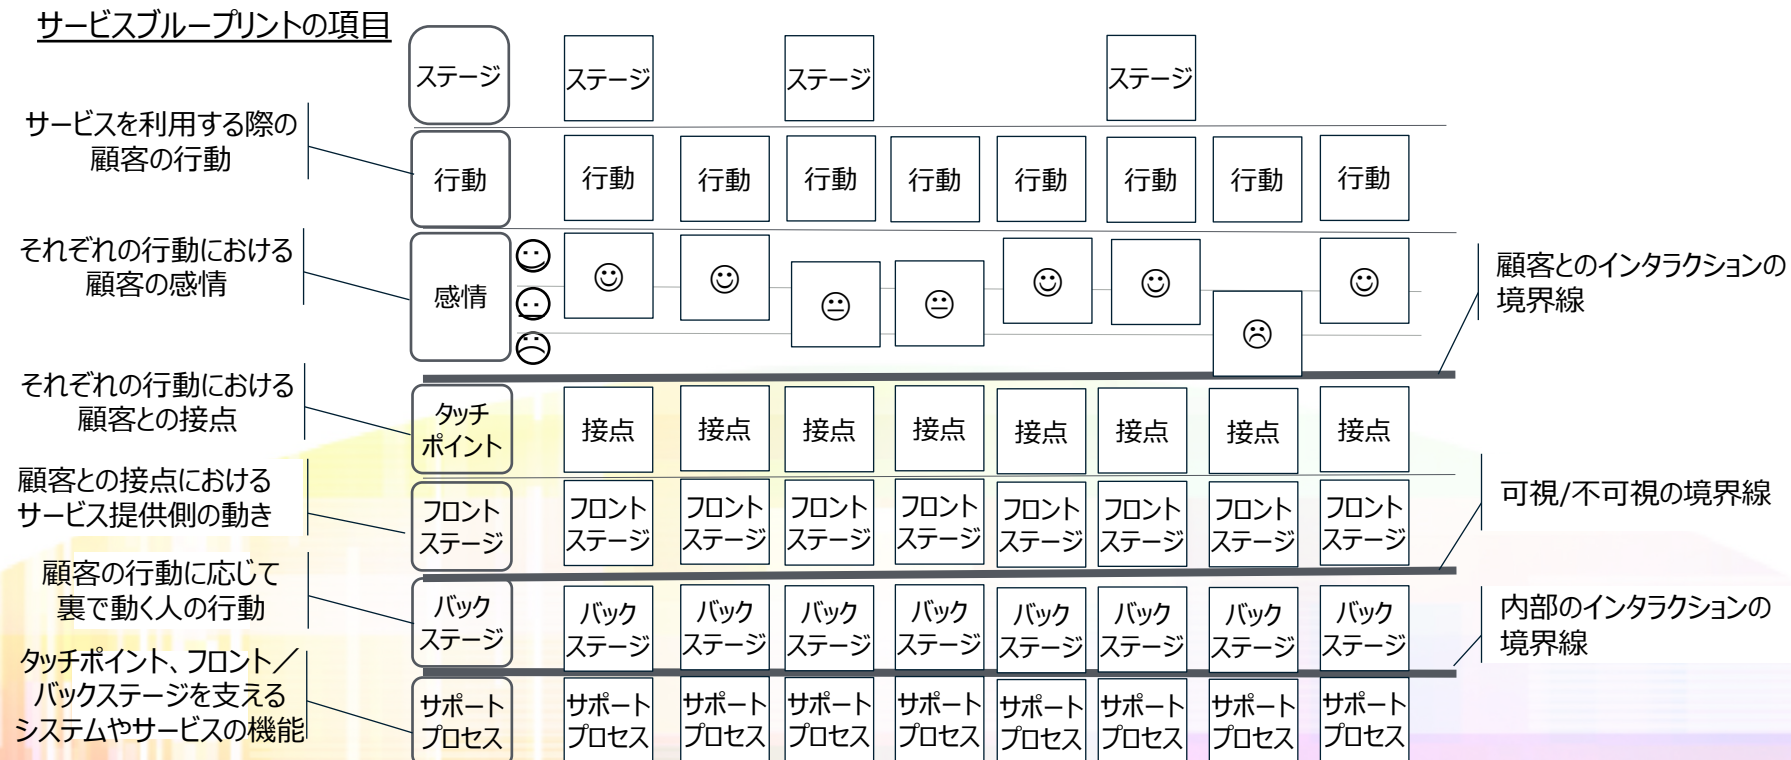 サービスブループリントの項目
ステージ
ステージ
ステージ
ステージ
サービスを利用する際の
顧客の行動
行動
行動
行動
行動
行動
行動
行動
行動
行動
それぞれの行動における
顧客の感情
感情
顧客とのインタラクションの
境界線
それぞれの行動における
顧客との接点
タッチ
ポイント
接点
接点
接点
接点
接点
接点
接点
接点
顧客との接点における
サービス提供側の動き
フロント
ステージ
フロント
ステージ
フロント
ステージ
フロント
ステージ
フロント
ステージ
フロント
ステージ
フロント
ステージ
フロント
ステージ
フロント
ステージ
可視/不可視の境界線
顧客の行動に応じて
裏で動く人の行動
バック
ステージ
バック
ステージ
バック
ステージ
バック
ステージ
バック
ステージ
バック
ステージ
バック
ステージ
バック
ステージ
バック
ステージ
内部のインタラクションの
境界線
タッチポイント、フロント／
バックステージを支える
システムやサービスの機能
サポート
プロセス
サポート
プロセス
サポート
プロセス
サポート
プロセス
サポート
プロセス
サポート
プロセス
サポート
プロセス
サポート
プロセス
サポート
プロセス